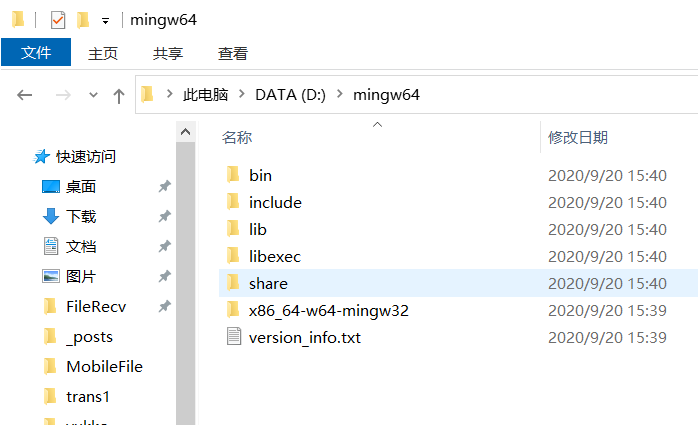 mingw64
文件 主页 共享 查看
此电脑 DATA (D:) mingw64
名称 修改日期
快速访问
桌面
下载
文档
图片
FileRecv
_posts
MobileFile
trans1
bin 2020/9/20 15:40
include 2020/9/20 15:40
lib 2020/9/20 15:40
libexec 2020/9/20 15:40
share 2020/9/20 15:40
x86_64-w64-mingw32 2020/9/20 15:39
version_info.txt 2020/9/20 15:39